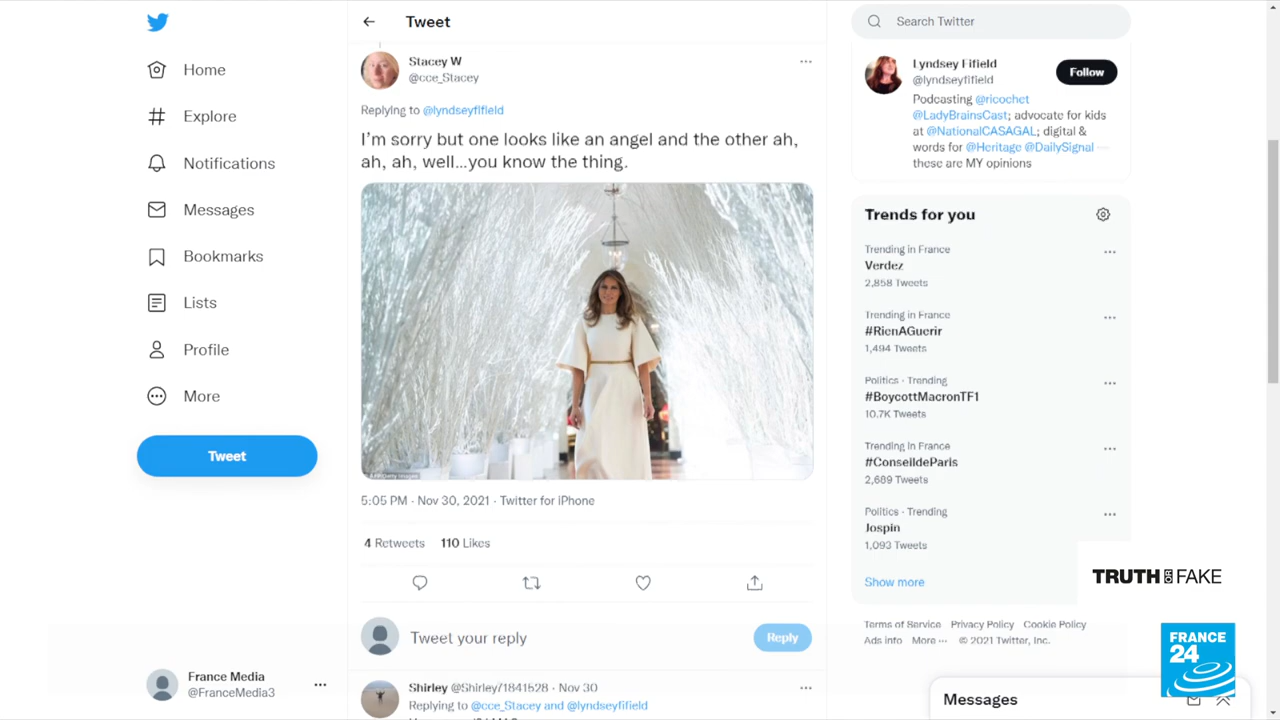 Home
Explore
Notifications
Messages
Bookmarks
Lists
Profile
More
Tweet
France Media
@FranceMedia3
Tweet
Stacey W
@cce_Stacey
Replying to @lyndseyfifield
I'm sorry but one looks like an angel and the other ah,
ah, ah, well...you know the thing.
5:05 PM · Nov 30, 2021 · Twitter for iPhone
4 Retweets 110 Likes
Tweet your reply
Reply
Shirley @Shirley71841528 · Nov 30
Replying to @cce_Stacey and @lyndseyfifield
Search Twitter
Lyndsey Fifield
@lyndseyfifield
Follow
Podcasting @ricochet
@LadyBrainsCast; advocate for kids
at @NationalCASAGAL; digital &
words for @Heritage @DailySignal —
these are MY opinions
Trends for you
Trending in France
Verdez
2,858 Tweets
Trending in France
#RienAGuerir
1,494 Tweets
Politics · Trending
#BoycottMacronTF1
10.7K Tweets
Trending in France
#ConseildeParis
2,689 Tweets
Politics · Trending
Jospin
1,093 Tweets
Show more
Terms of Service Privacy Policy Cookie Policy
Ads info More ··· © 2021 Twitter, Inc.
TRUTH OR FAKE
FRANCE
24
Messages